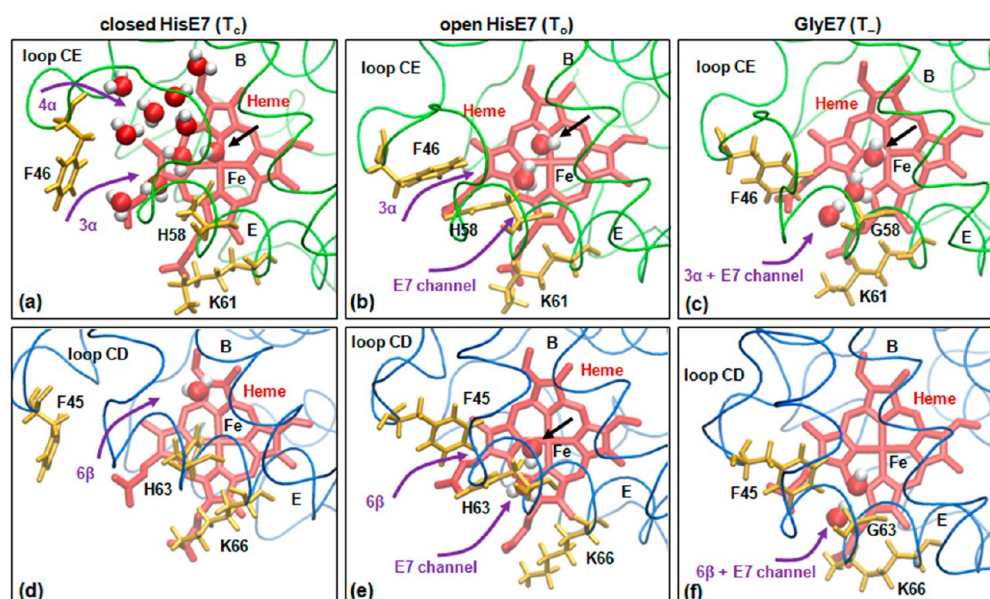 closed HisE7 (Tc)
open HisE7 (To)
GlyE7 (T–)
loop CE
B
4α
Heme
F46
Fe
3α
H58
E
K61
(a)
loop CE
B
Heme
F46
Fe
3α
H58
E
E7 channel
K61
(b)
loop CE
B
Heme
Fe
F46
G58
E
3α + E7 channel
K61
(c)
loop CD
B
Heme
F45
Fe
6β
H63
E
K66
(d)
loop CD
B
Heme
F45
Fe
6β
H63
E
E7 channel
K66
(e)
loop CD
B
Heme
Fe
F45
G63
E
6β + E7 channel
K66
(f)